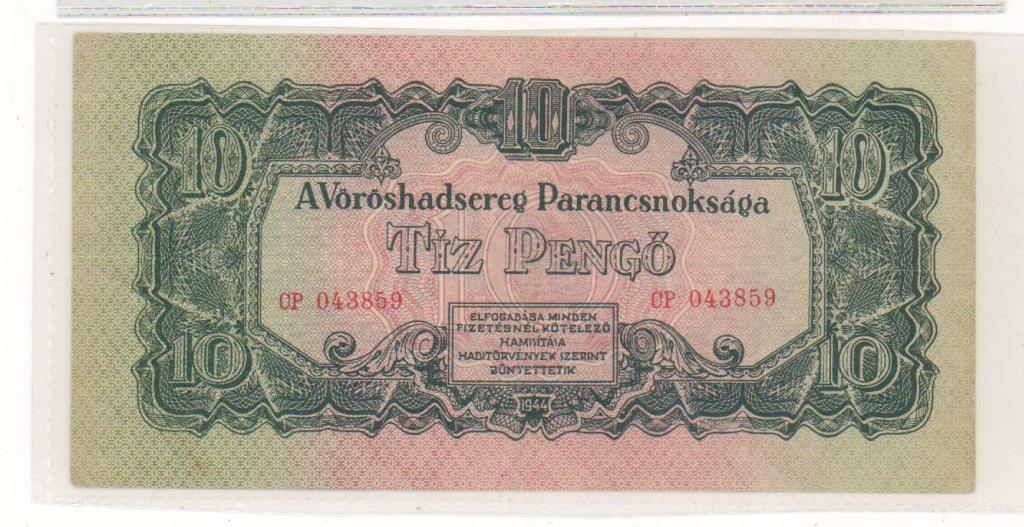 10
10
10
A Vöröshadsereg Parancsnoksága
TÍZ PENGŐ
CP 043859
CP 043859
ELFOGADÁSA MINDEN
FIZETÉSNÉL KÖTELEZŐ
HAMISÍTÁSA
HADITÖRVÉNYEK SZERINT
BÜNTETTETIK
10
10
1944